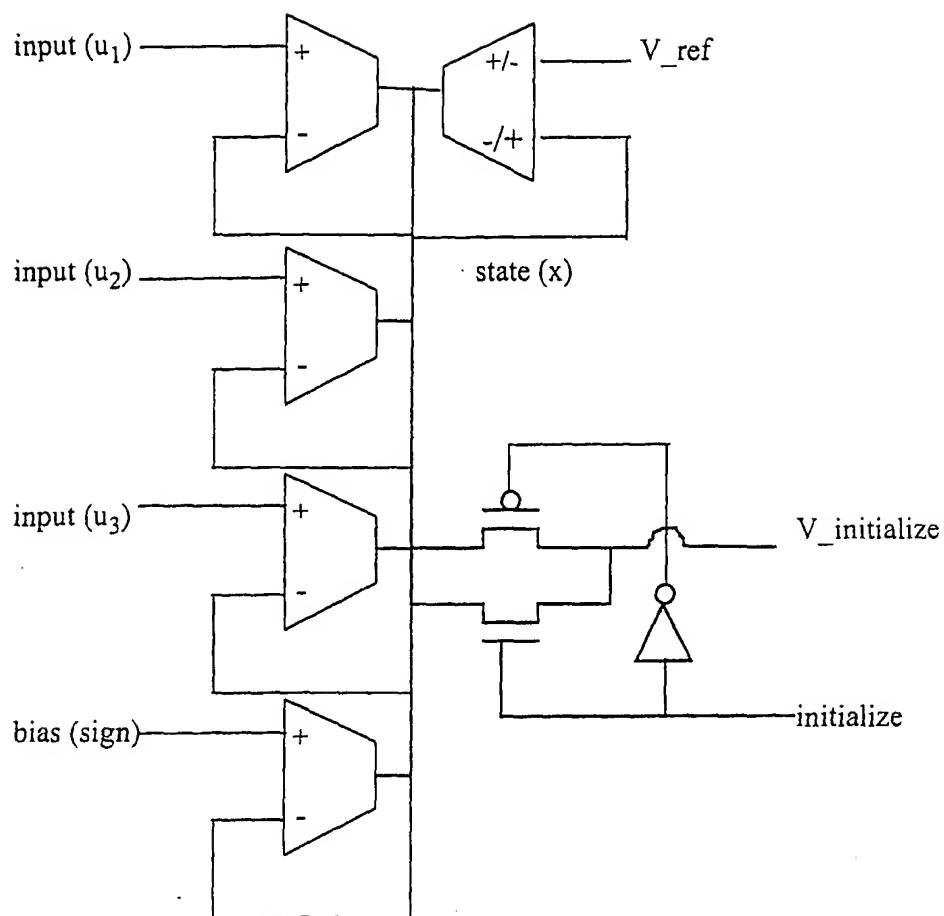 input (u1)
+
-
+/-
-/+
V_ref
input (u2)
+
-
state (x)
input (u3)
+
-
V_initialize
initialize
bias (sign)
+
-